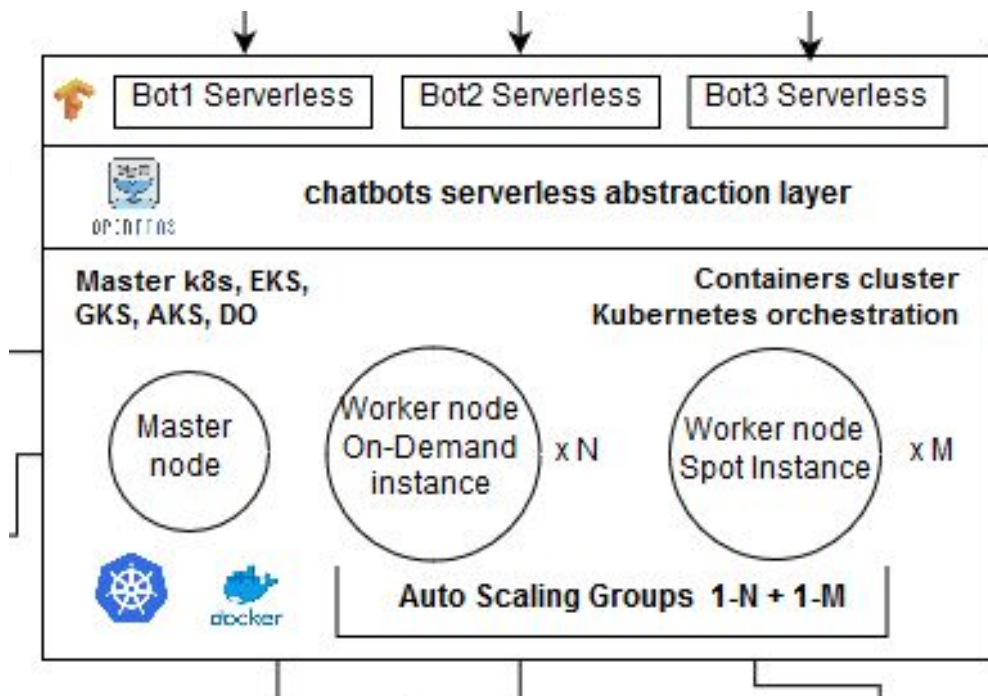 Bot1 Serverless
Bot2 Serverless
Bot3 Serverless
chatbots serverless abstraction layer
OPENFAAS
Master k8s, EKS,
GKS, AKS, DO
Containers cluster
Kubernetes orchestration
Master
node
Worker node
On-Demand
instance
x N
Worker node
Spot Instance
x M
docker
Auto Scaling Groups 1-N + 1-M